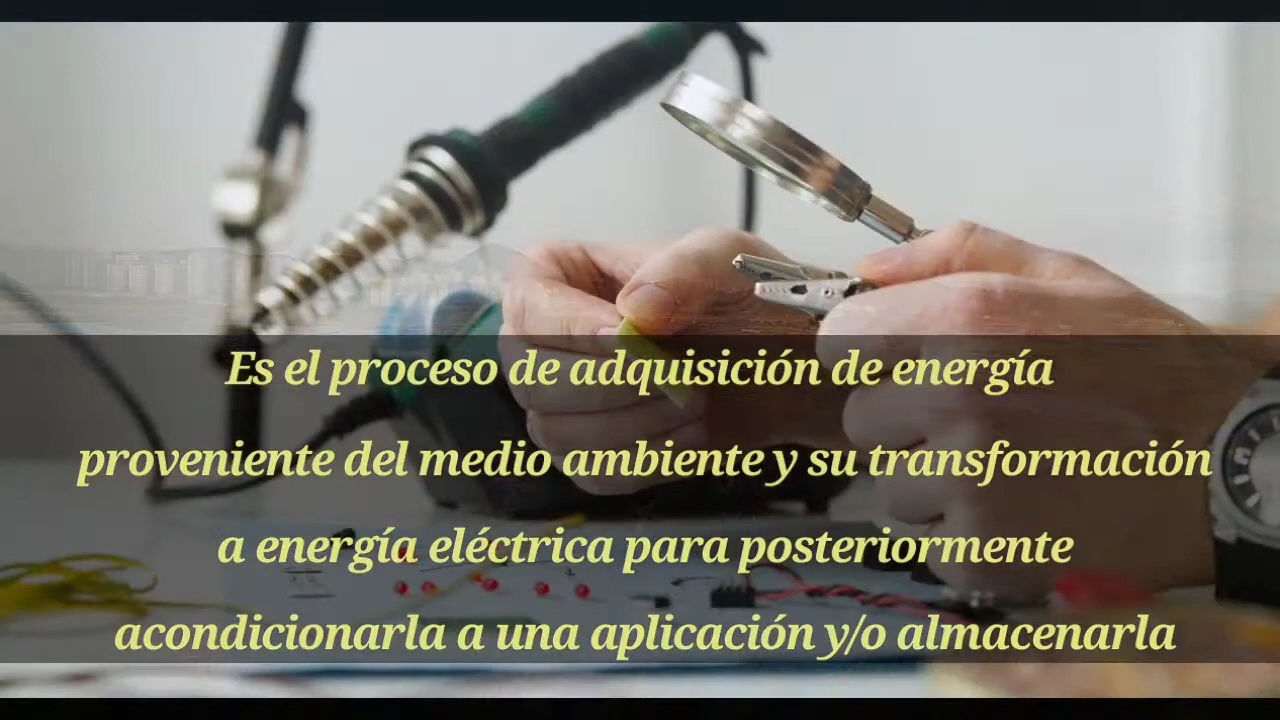 Es el proceso de adquisición de energía
proveniente del medio ambiente y su transformación
a energía eléctrica para posteriormente
acondicionarla a una aplicación y/o almacenarla